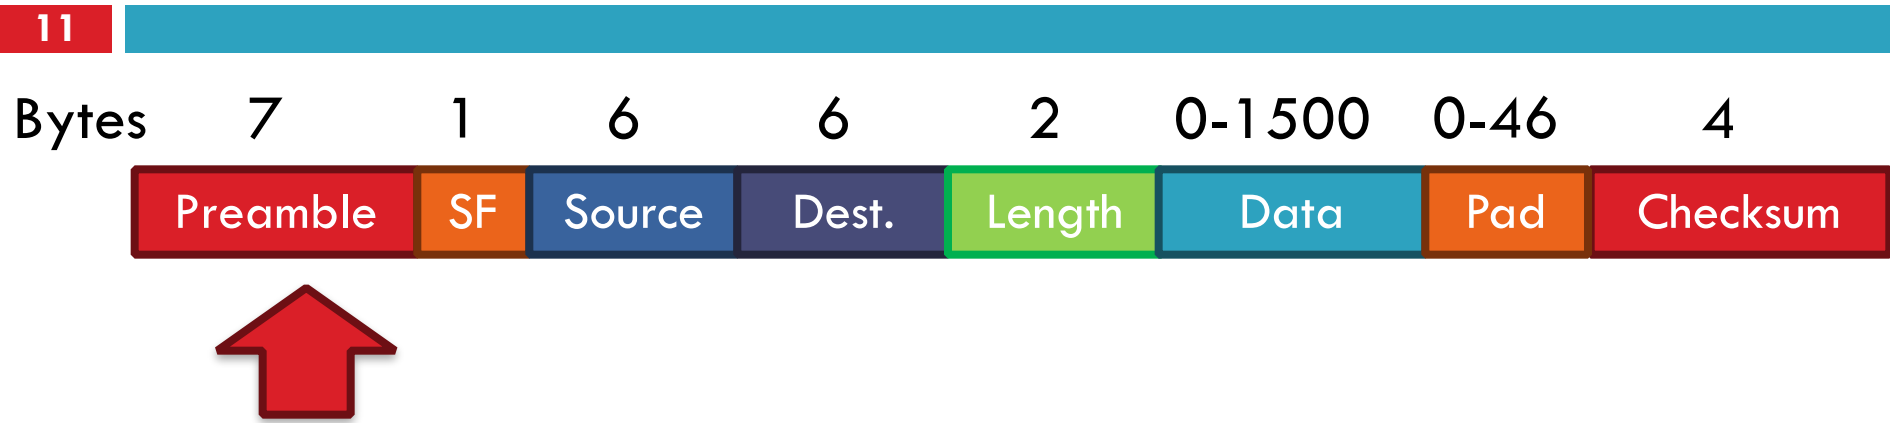 11
Bytes 7 1 6 6 2 0-1500 0-46 4
Preamble SF Source Dest. Length Data Pad Checksum